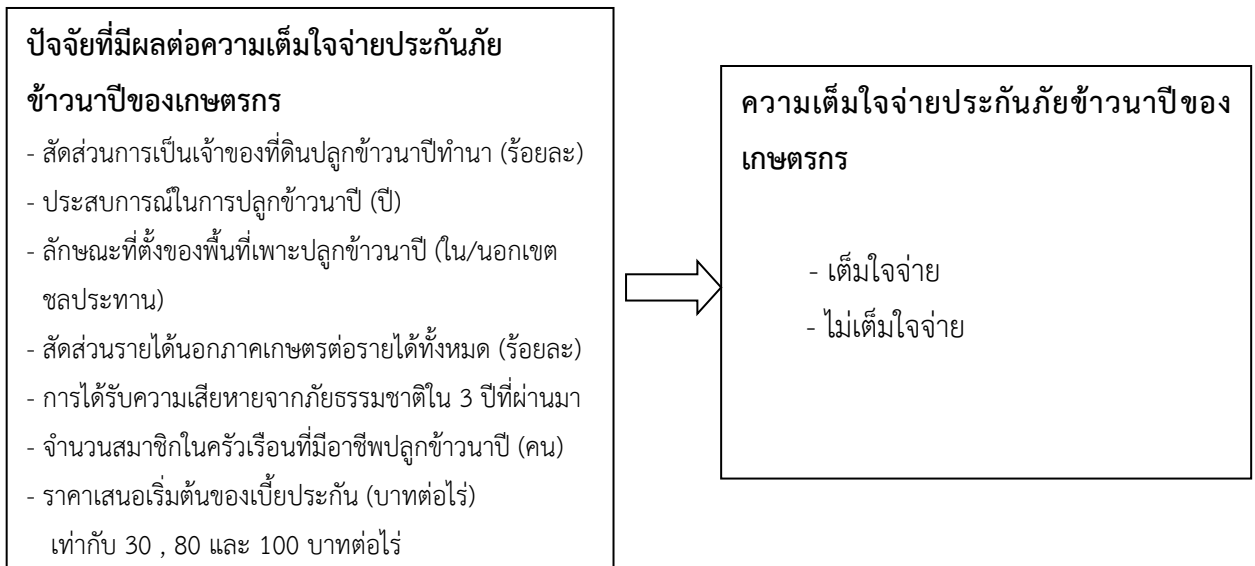 ปัจจัยที่มีผลต่อความเต็มใจจ่ายประกันภัย
ข้าวนาปีของเกษตรกร
- สัดส่วนการเป็นเจ้าของที่ดินปลูกข้าวนาปีทำนา (ร้อยละ)
- ประสบการณ์ในการปลูกข้าวนาปี (ปี)
- ลักษณะที่ตั้งของพื้นที่เพาะปลูกข้าวนาปี (ใน/นอกเขต
ชลประทาน)
- สัดส่วนรายได้นอกภาคเกษตรต่อรายได้ทั้งหมด (ร้อยละ)
- การได้รับความเสียหายจากภัยธรรมชาติใน 3 ปีที่ผ่านมา
- จำนวนสมาชิกในครัวเรือนที่มีอาชีพปลูกข้าวนาปี (คน)
- ราคาเสนอเริ่มต้นของเบี้ยประกัน (บาทต่อไร่)
เท่ากับ 30 , 80 และ 100 บาทต่อไร่
ความเต็มใจจ่ายประกันภัยข้าวนาปีของ
เกษตรกร
- เต็มใจจ่าย
- ไม่เต็มใจจ่าย